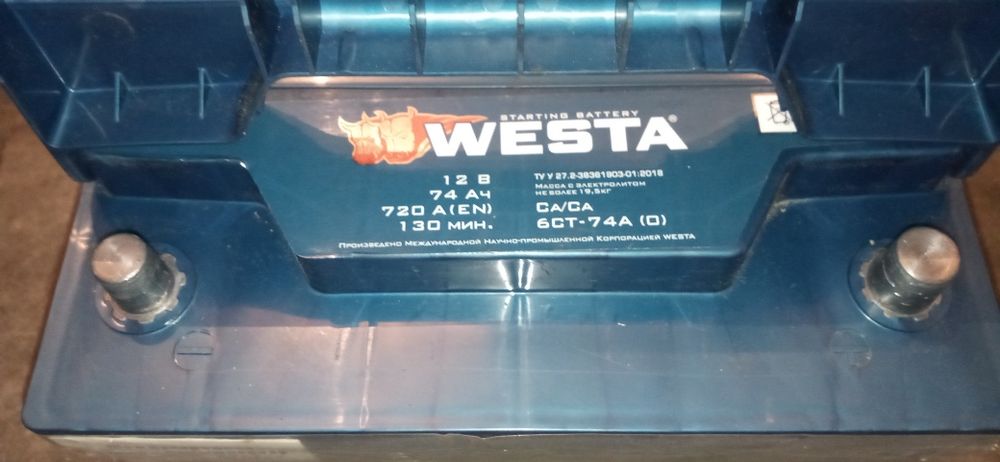 STARTING BATTERY
WESTA®
12 В
74 Ач
720 А(EN)
130 мин.
ТУ У 27.2-38361803-01:2018
Масса с электролитом
не более 19,5кг
CA/CA
6СТ-74А (0)
Произведено Международной Научно-промышленной Корпорацией WESTA